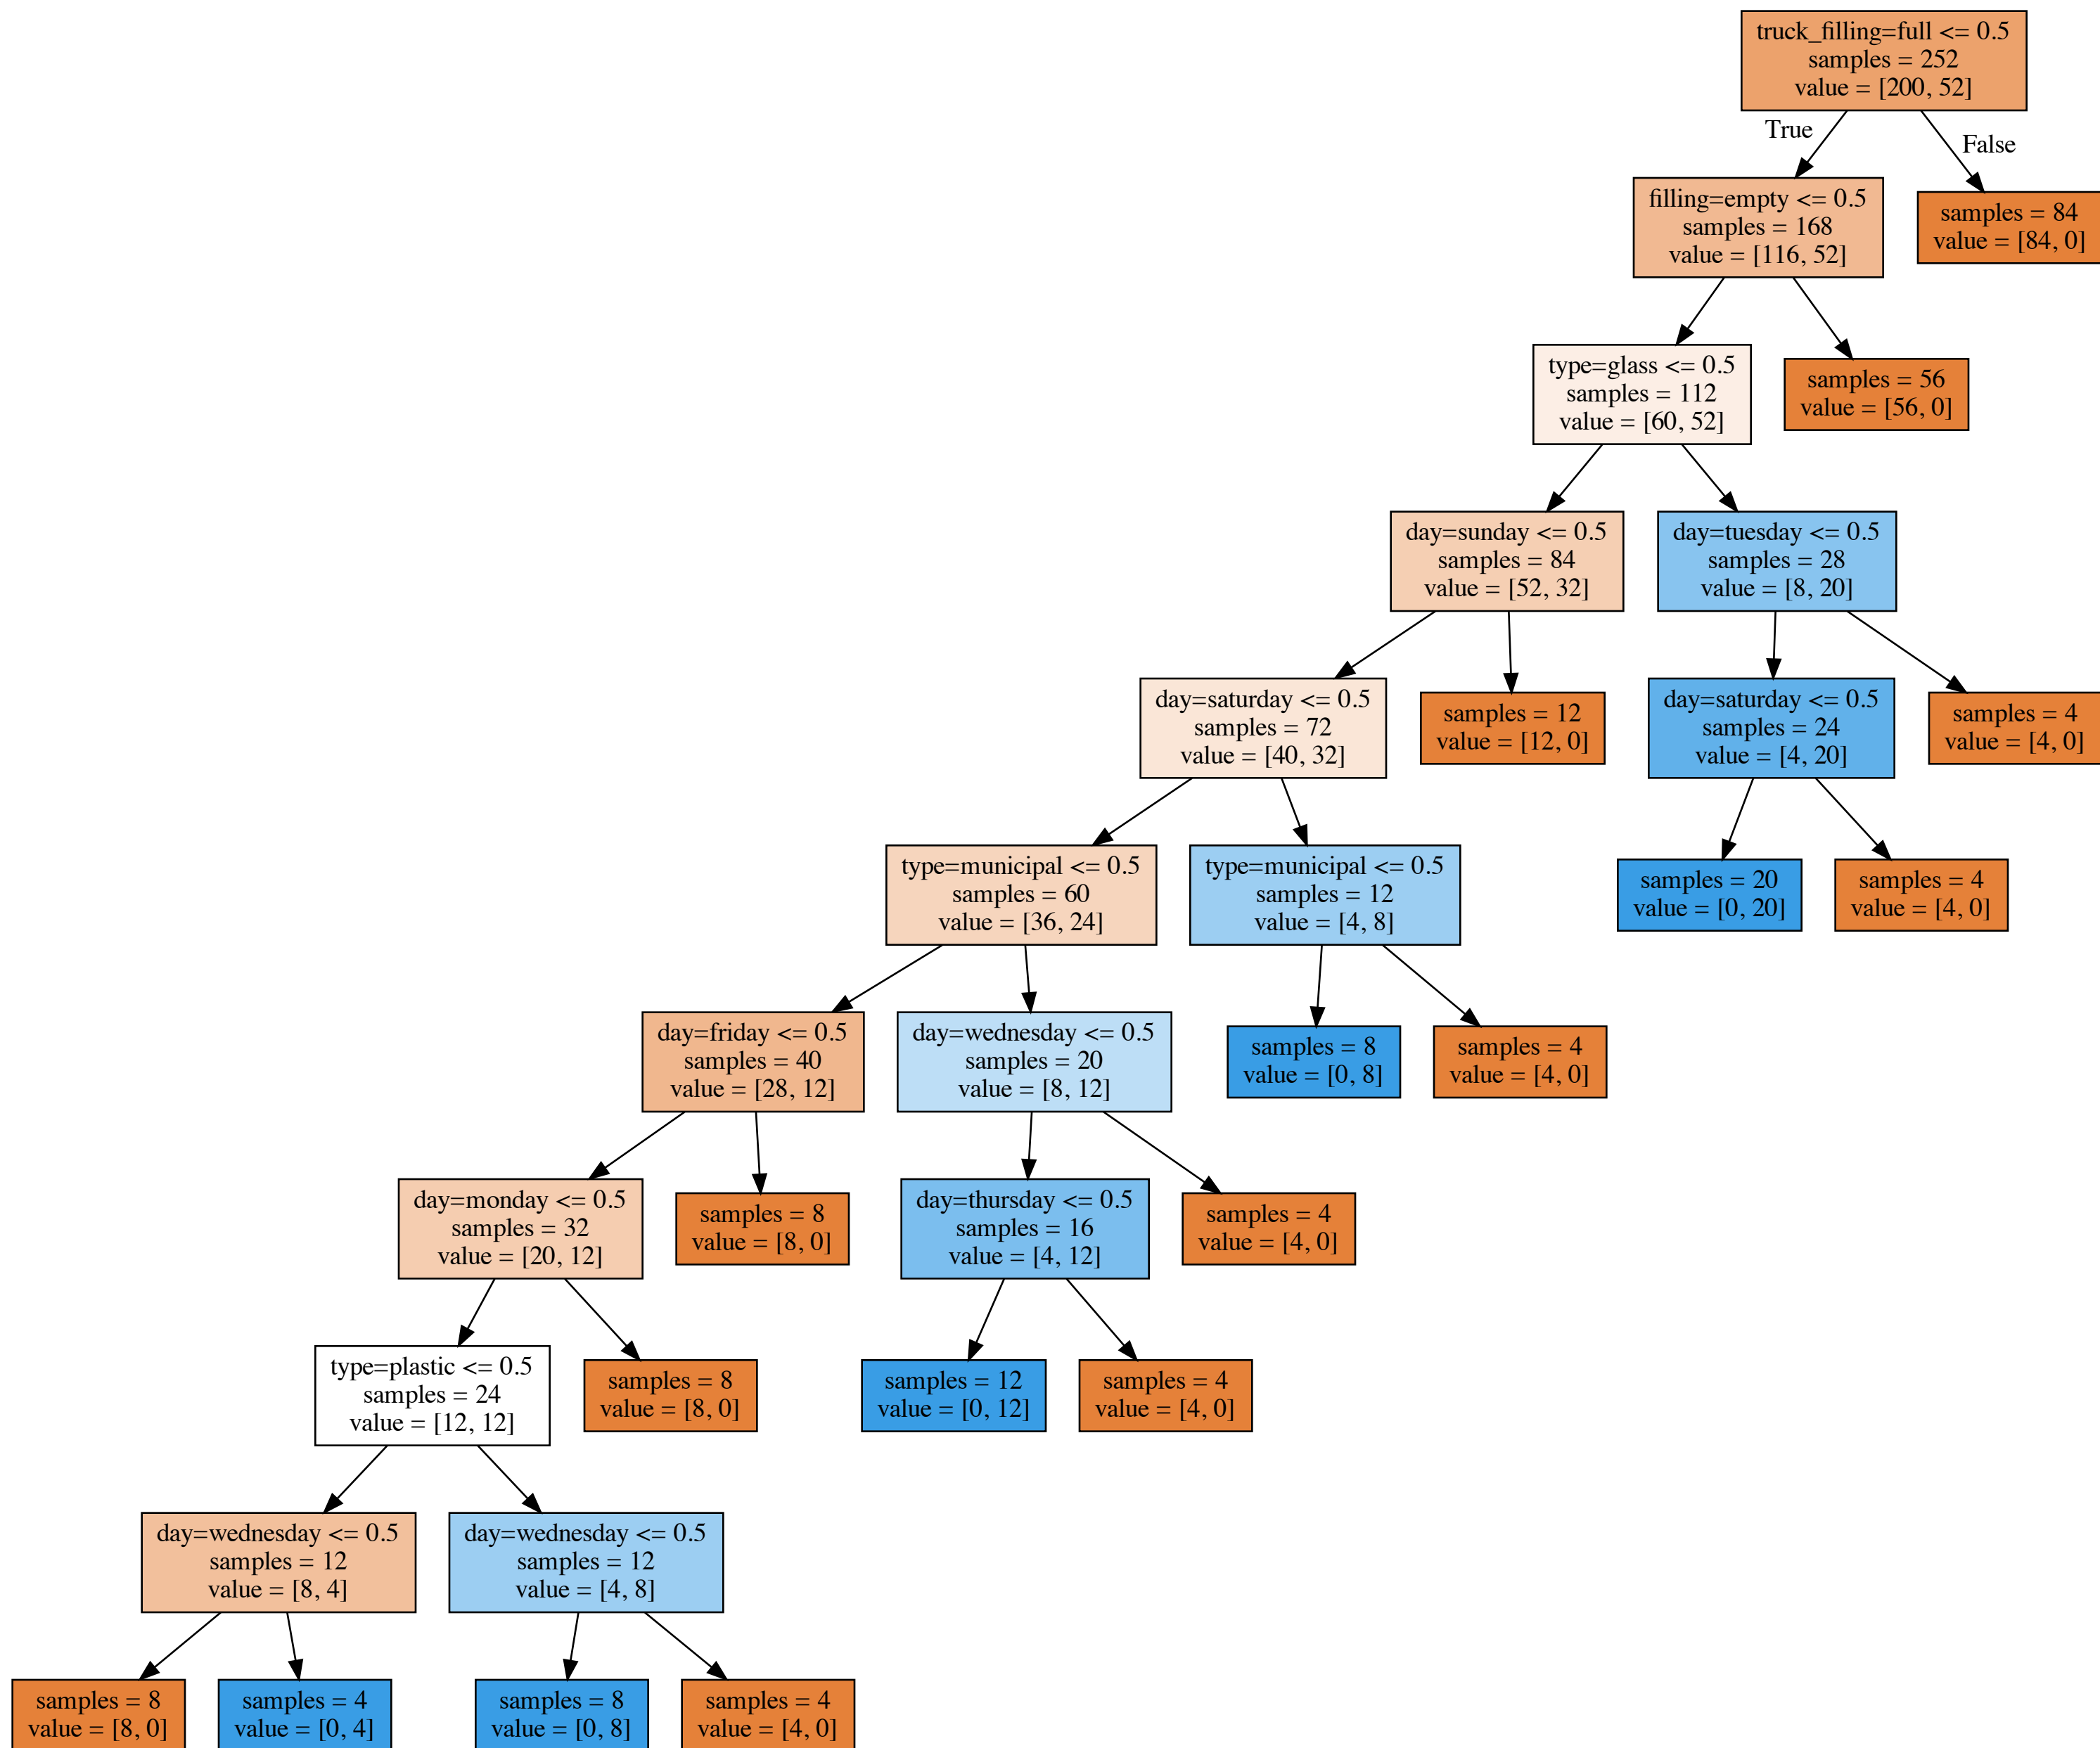 truck_filling=full <= 0.5
samples = 252
value = [200, 52]
True
False
filling=empty <= 0.5
samples = 168
value = [116, 52]
samples = 84
value = [84, 0]
type=glass <= 0.5
samples = 112
value = [60, 52]
samples = 56
value = [56, 0]
day=sunday <= 0.5
samples = 84
value = [52, 32]
day=tuesday <= 0.5
samples = 28
value = [8, 20]
day=saturday <= 0.5
samples = 72
value = [40, 32]
samples = 12
value = [12, 0]
day=saturday <= 0.5
samples = 24
value = [4, 20]
samples = 4
value = [4, 0]
type=municipal <= 0.5
samples = 60
value = [36, 24]
type=municipal <= 0.5
samples = 12
value = [4, 8]
samples = 20
value = [0, 20]
samples = 4
value = [4, 0]
day=friday <= 0.5
samples = 40
value = [28, 12]
day=wednesday <= 0.5
samples = 20
value = [8, 12]
samples = 8
value = [0, 8]
samples = 4
value = [4, 0]
day=monday <= 0.5
samples = 32
value = [20, 12]
samples = 8
value = [8, 0]
day=thursday <= 0.5
samples = 16
value = [4, 12]
samples = 4
value = [4, 0]
type=plastic <= 0.5
samples = 24
value = [12, 12]
samples = 8
value = [8, 0]
samples = 12
value = [0, 12]
samples = 4
value = [4, 0]
day=wednesday <= 0.5
samples = 12
value = [8, 4]
day=wednesday <= 0.5
samples = 12
value = [4, 8]
samples = 8
value = [8, 0]
samples = 4
value = [0, 4]
samples = 8
value = [0, 8]
samples = 4
value = [4, 0]